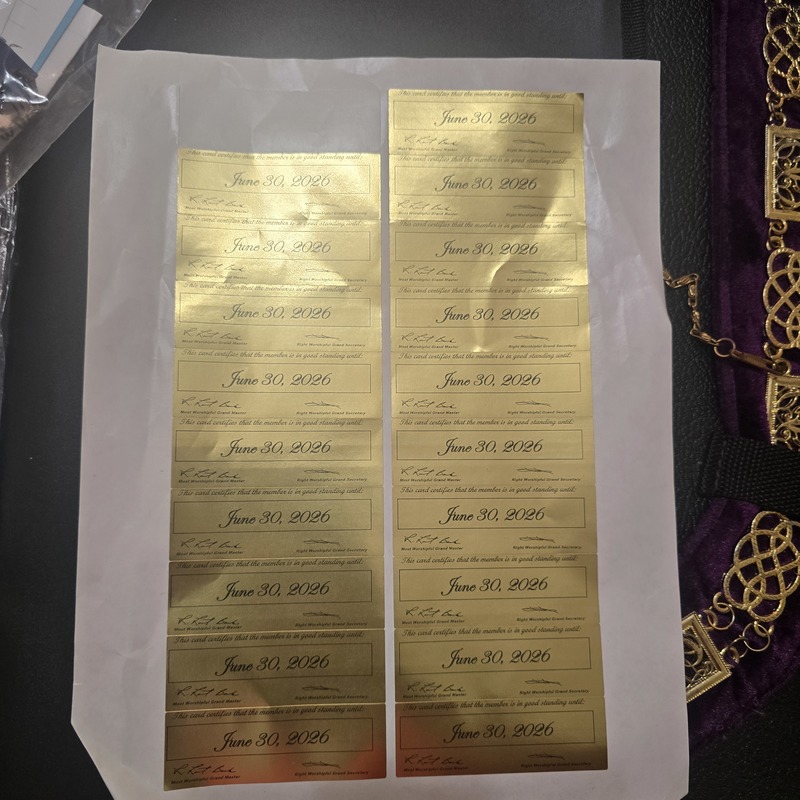 This card certifies that the member is in good standing until:
June 30, 2026
Most Worshipful Grand Master Right Worshipful Grand Secretary
This card certifies that the member is in good standing until:
June 30, 2026
Most Worshipful Grand Master Right Worshipful Grand Secretary
This card certifies that the member is in good standing until:
June 30, 2026
Most Worshipful Grand Master Right Worshipful Grand Secretary
This card certifies that the member is in good standing until:
June 30, 2026
Most Worshipful Grand Master Right Worshipful Grand Secretary
This card certifies that the member is in good standing until:
June 30, 2026
Most Worshipful Grand Master Right Worshipful Grand Secretary
This card certifies that the member is in good standing until:
June 30, 2026
Most Worshipful Grand Master Right Worshipful Grand Secretary
This card certifies that the member is in good standing until:
June 30, 2026
Most Worshipful Grand Master Right Worshipful Grand Secretary
This card certifies that the member is in good standing until:
June 30, 2026
Most Worshipful Grand Master Right Worshipful Grand Secretary
This card certifies that the member is in good standing until:
June 30, 2026
Most Worshipful Grand Master Right Worshipful Grand Secretary
This card certifies that the member is in good standing until:
June 30, 2026
Most Worshipful Grand Master Right Worshipful Grand Secretary
This card certifies that the member is in good standing until:
June 30, 2026
Most Worshipful Grand Master Right Worshipful Grand Secretary
This card certifies that the member is in good standing until:
June 30, 2026
Most Worshipful Grand Master Right Worshipful Grand Secretary
This card certifies that the member is in good standing until:
June 30, 2026
Most Worshipful Grand Master Right Worshipful Grand Secretary
This card certifies that the member is in good standing until:
June 30, 2026
Most Worshipful Grand Master Right Worshipful Grand Secretary
This card certifies that the member is in good standing until:
June 30, 2026
Most Worshipful Grand Master Right Worshipful Grand Secretary
This card certifies that the member is in good standing until:
June 30, 2026
Most Worshipful Grand Master Right Worshipful Grand Secretary
This card certifies that the member is in good standing until:
June 30, 2026
Most Worshipful Grand Master Right Worshipful Grand Secretary
This card certifies that the member is in good standing until:
June 30, 2026
Most Worshipful Grand Master Right Worshipful Grand Secretary
This card certifies that the member is in good standing until:
June 30, 2026
Most Worshipful Grand Master Right Worshipful Grand Secretary